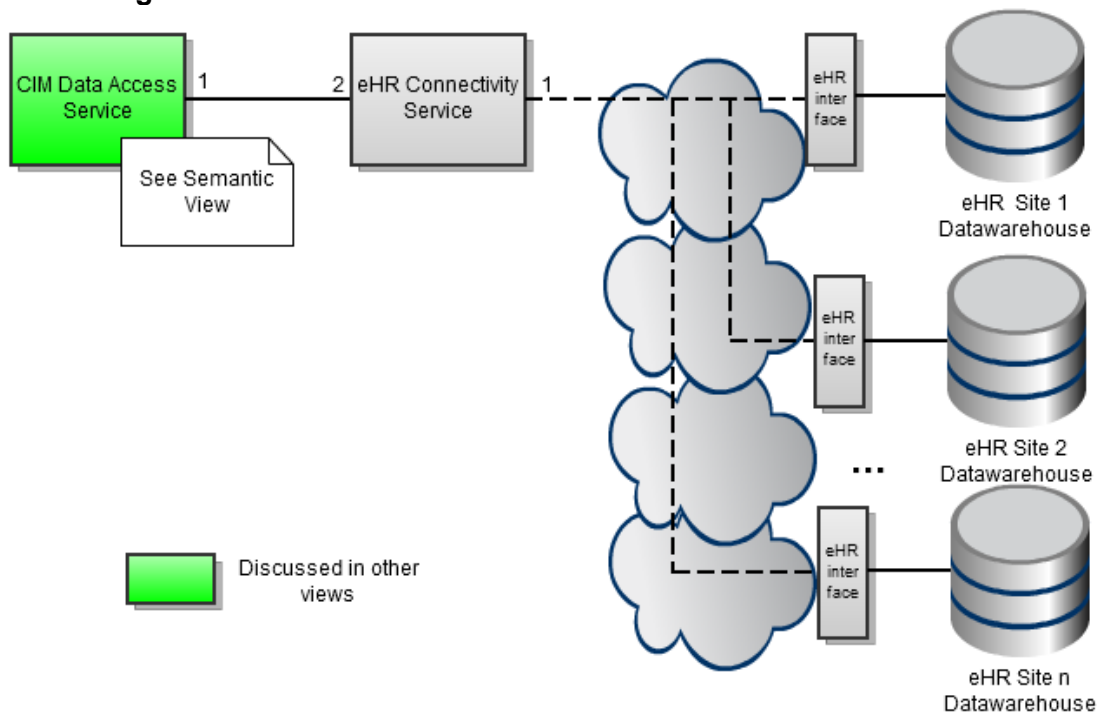 CIM Data Access
Service
1
2
eHR Connectivity
Service
1
eHR
inter
face
eHR Site 1
Datawarehouse
See Semantic
View
eHR
inter
face
eHR Site 2
Datawarehouse
...
eHR
inter
face
eHR Site n
Datawarehouse
Discussed in other
views